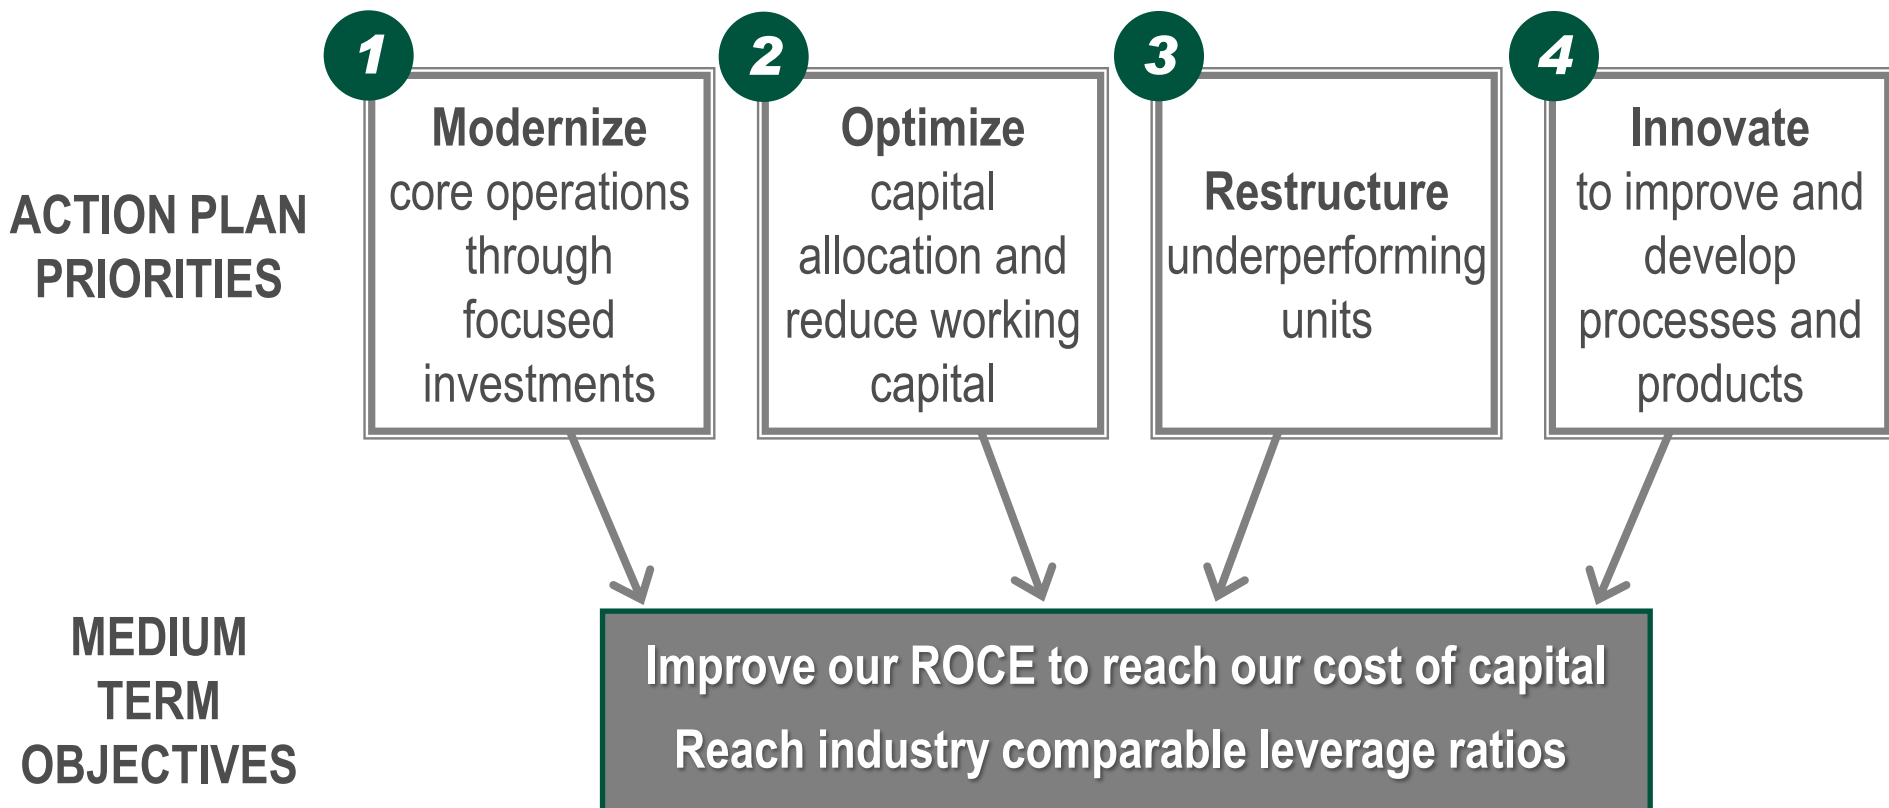 1
Modernize
core operations
through
focused
investments
2
Optimize
capital
allocation and
reduce working
capital
3
Restructure
underperforming
units
4
Innovate
to improve and
develop
processes and
products
ACTION PLAN
PRIORITIES
MEDIUM
TERM
OBJECTIVES
Improve our ROCE to reach our cost of capital
Reach industry comparable leverage ratios